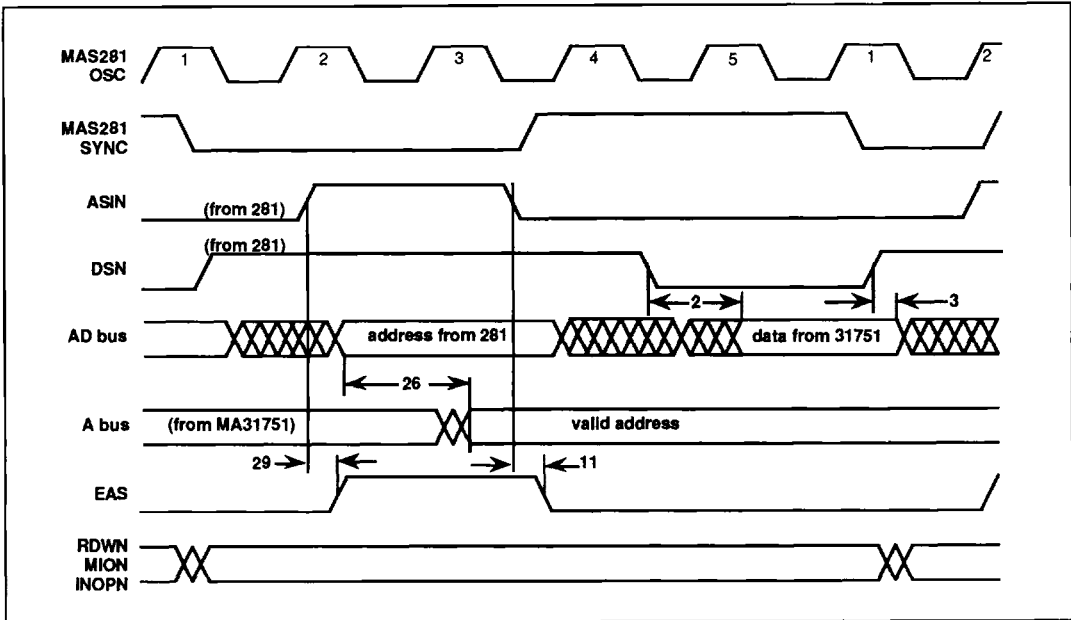 MAS281 OSC
1 2 3 4 5 1 2
MAS281 SYNC
ASIN
(from 281)
(from 281)
DSN
2 3
AD bus
address from 281
data from 31751
26
A bus
(from MA31751)
valid address
29
11
EAS
RDWN
MION
INOPN